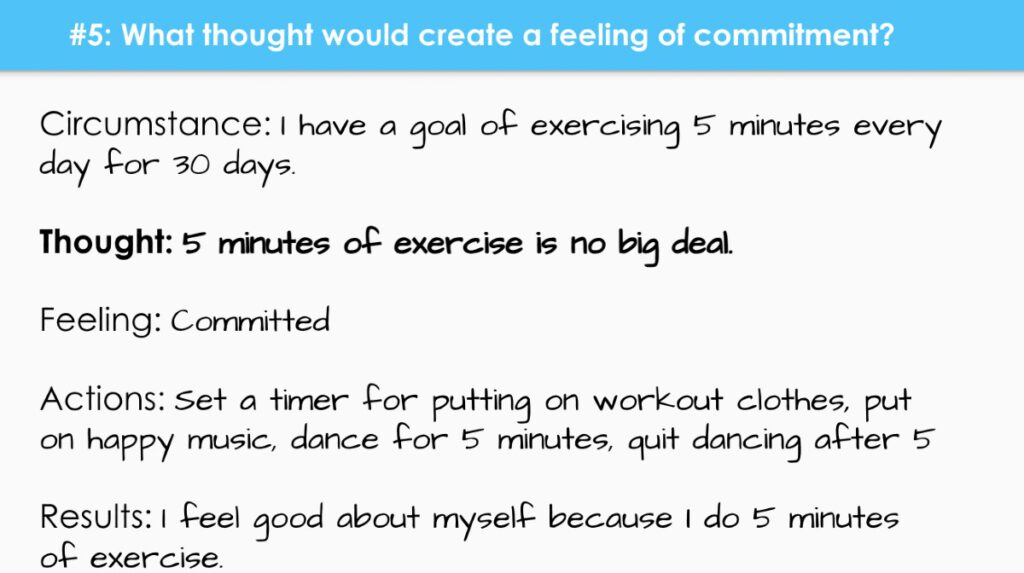 #5: What thought would create a feeling of commitment?
Circumstance: I have a goal of exercising 5 minutes every
day for 30 days.
Thought: 5 minutes of exercise is no big deal.
Feeling: Committed
Actions: Set a timer for putting on workout clothes, put
on happy music, dance for 5 minutes, quit dancing after 5
Results: I feel good about myself because I do 5 minutes
of exercise.